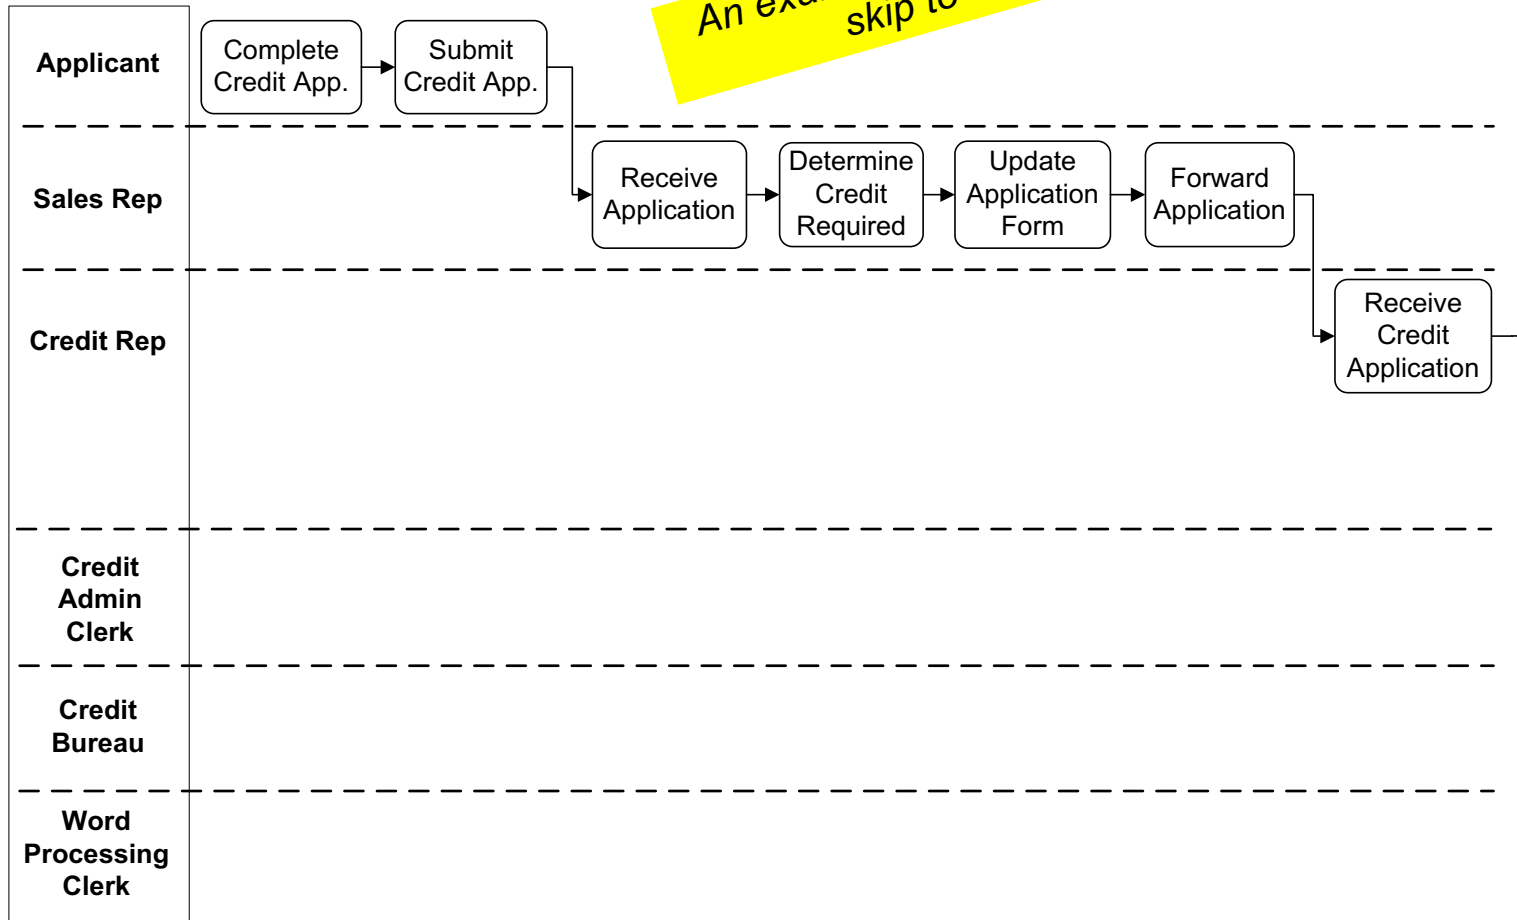 An exa
skip to
Applicant
Complete
Credit App.
Submit
Credit App.
Sales Rep
Receive
Application
Determine
Credit
Required
Update
Application
Form
Forward
Application
Credit Rep
Receive
Credit
Application
Credit
Admin
Clerk
Credit
Bureau
Word
Processing
Clerk